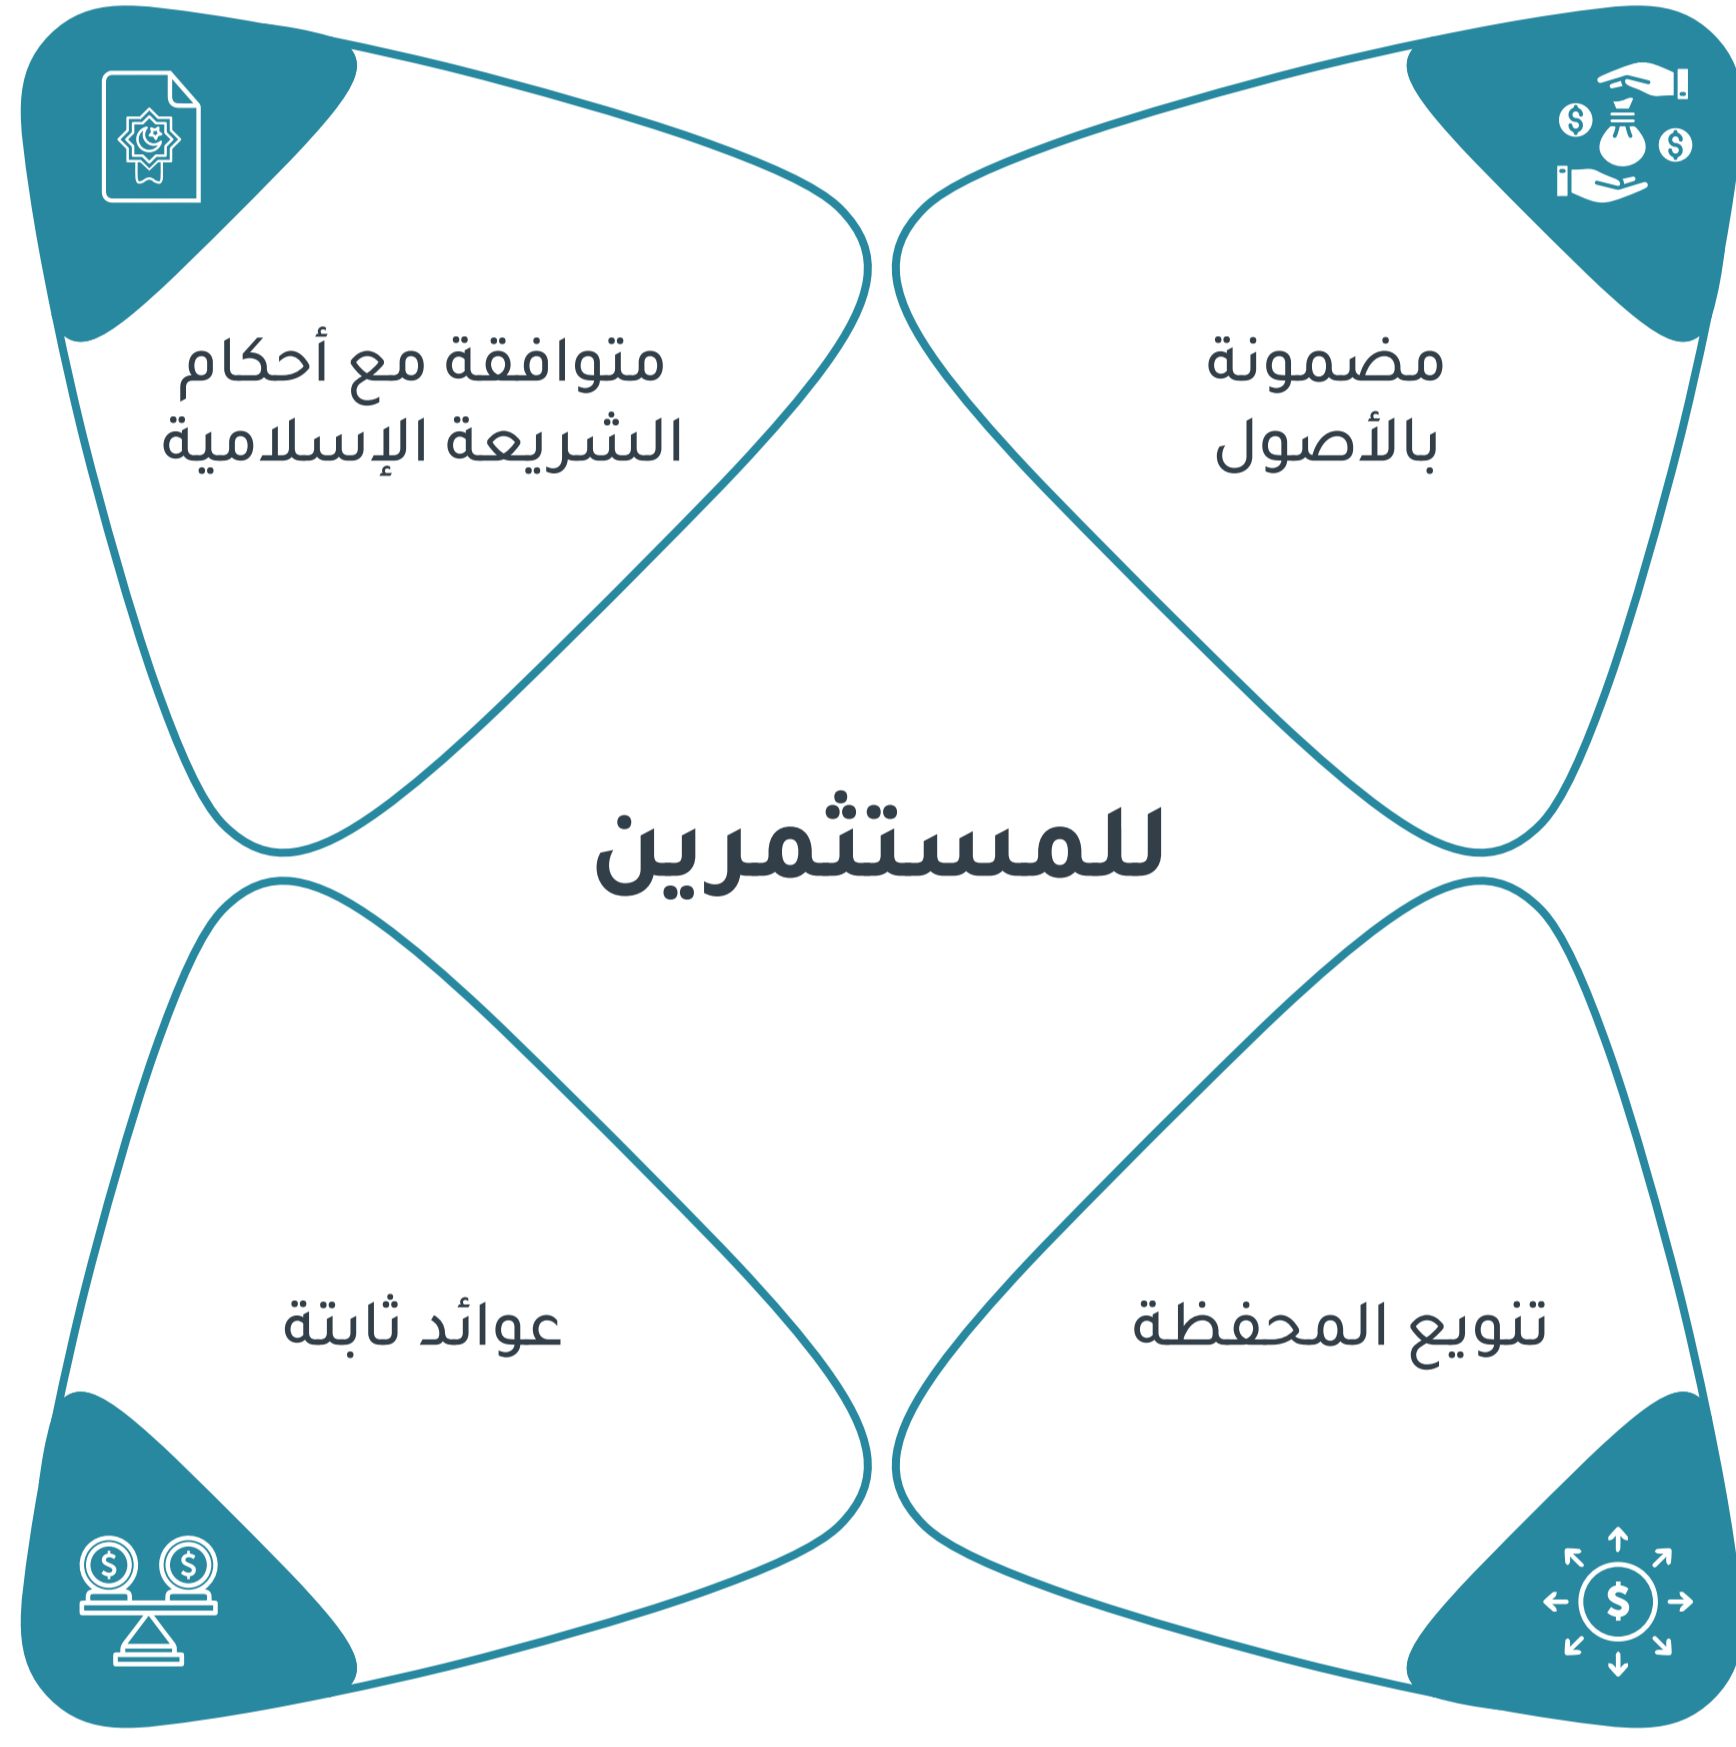 مضمونة
بالأصول
متوافقة مع أحكام
الشريعة الإسلامية
للمستثمرين
تنويع المحفظة
عوائد ثابتة